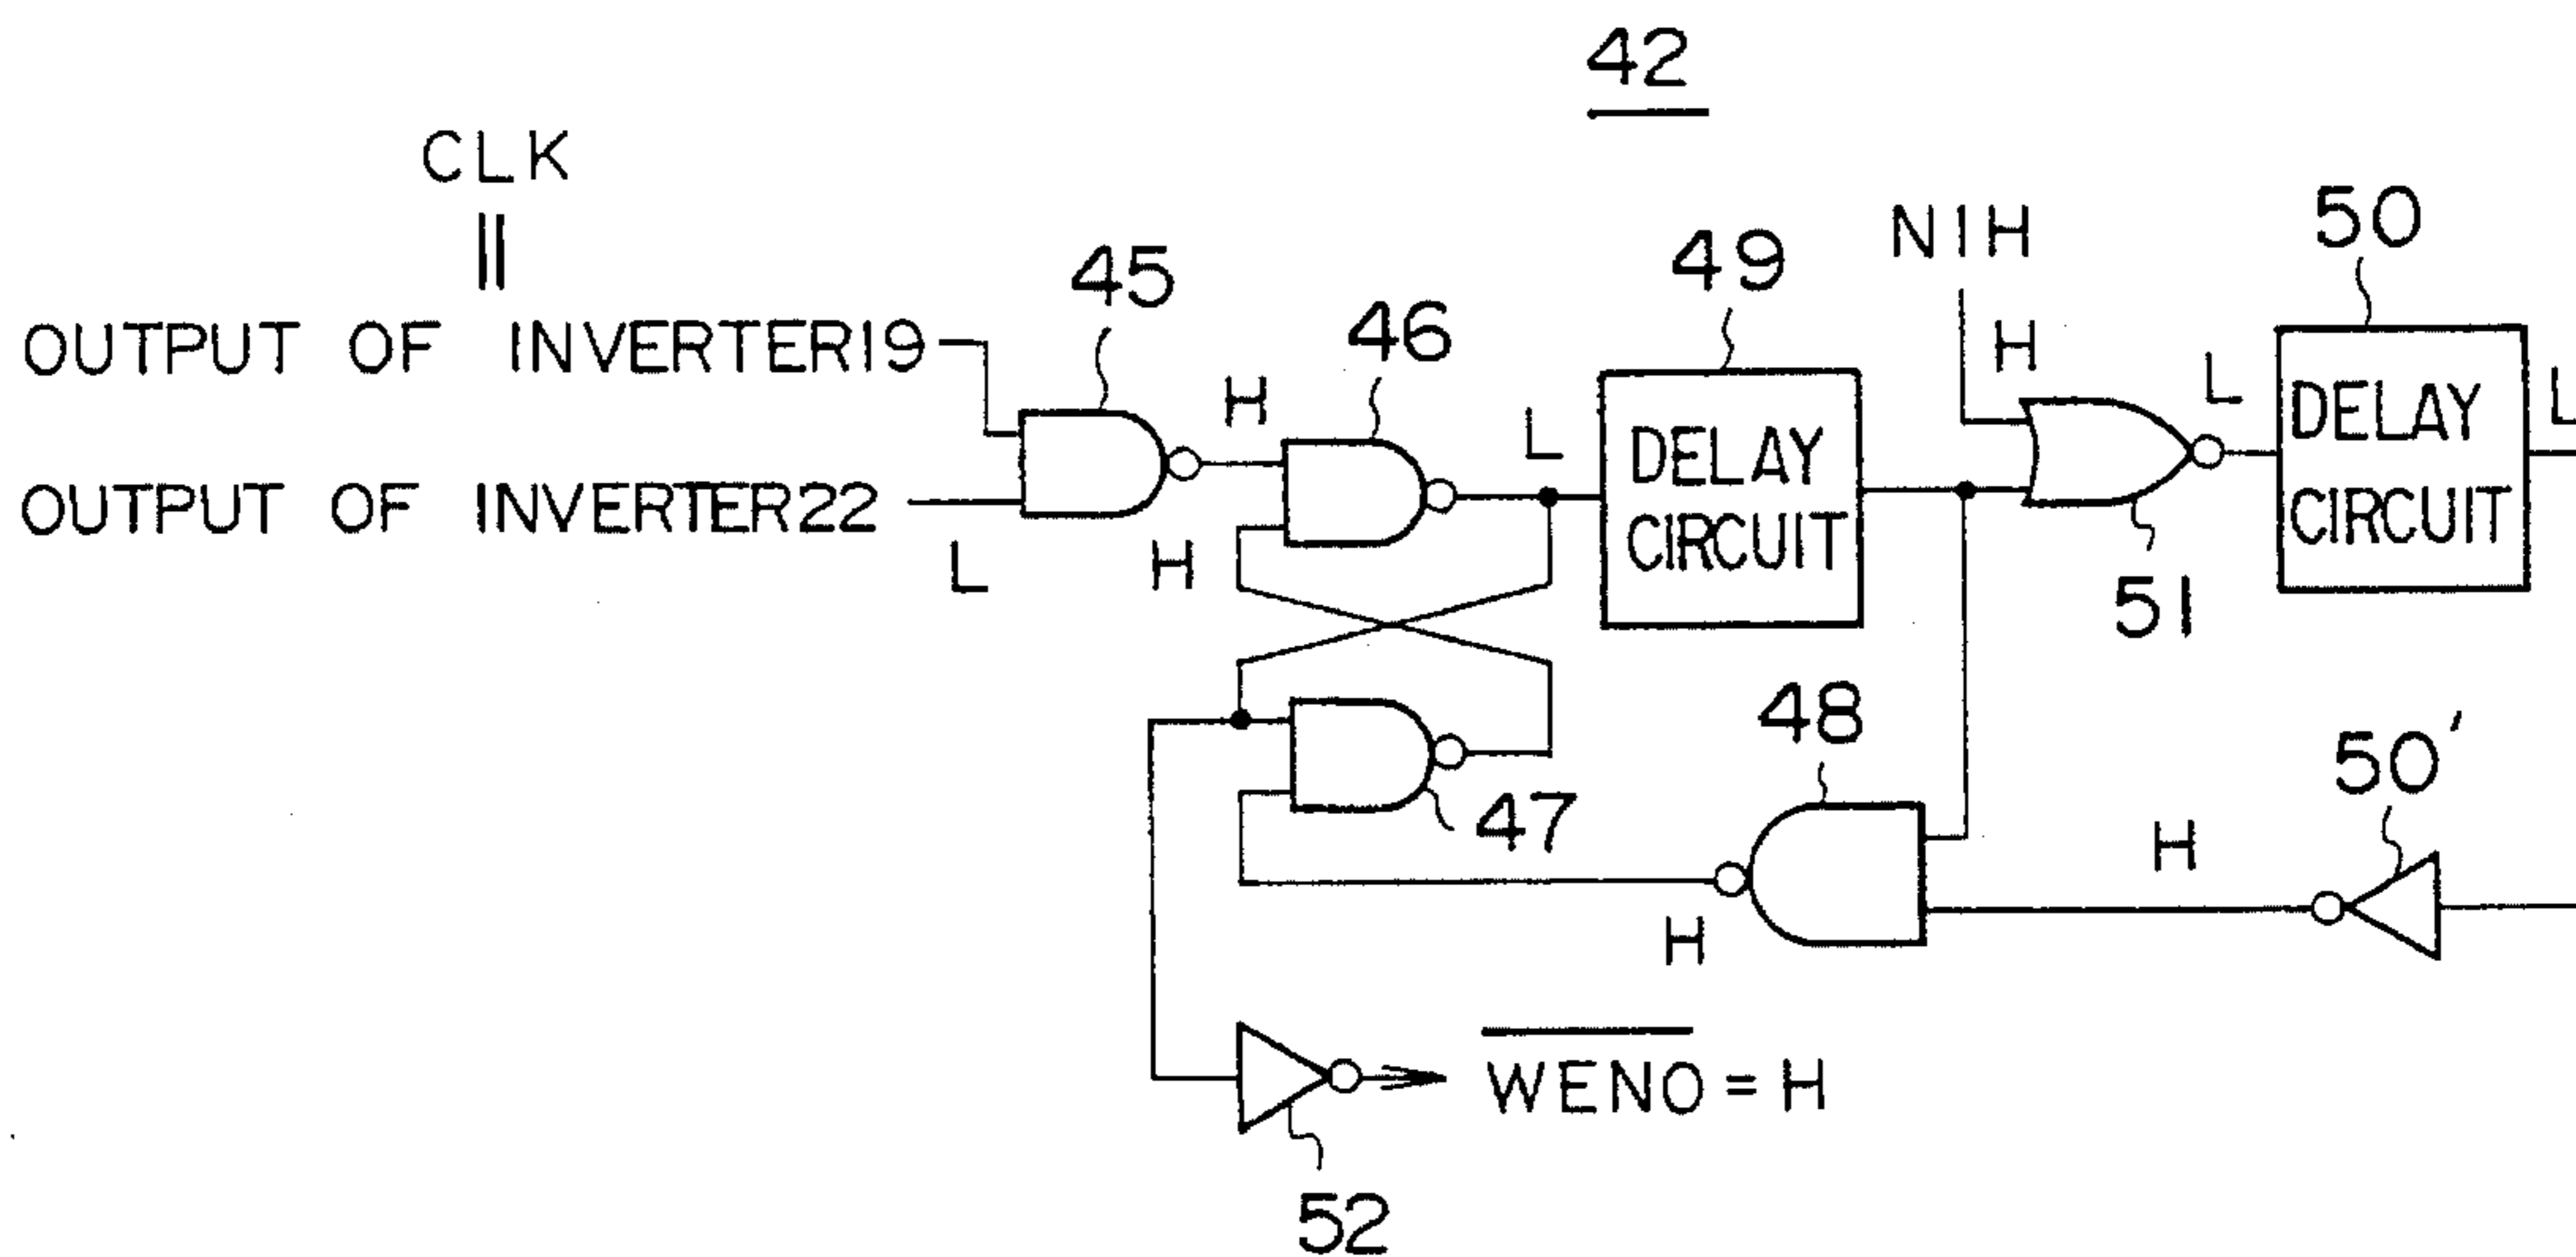 42
CLK
||
OUTPUT OF INVERTER19
OUTPUT OF INVERTER22
L
45
H
H
46
L
49
DELAY
CIRCUIT
N1H
H
51
L
50
DELAY
CIRCUIT
L
47
48
H
H
50'
52
WENO = H